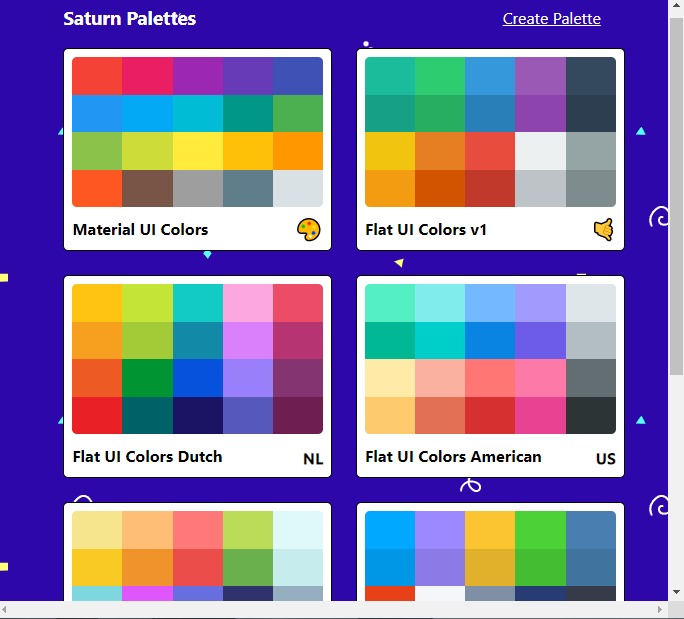 Saturn Palettes
Create Palette
Material UI Colors
Flat UI Colors v1
Flat UI Colors Dutch
NL
Flat UI Colors American
US